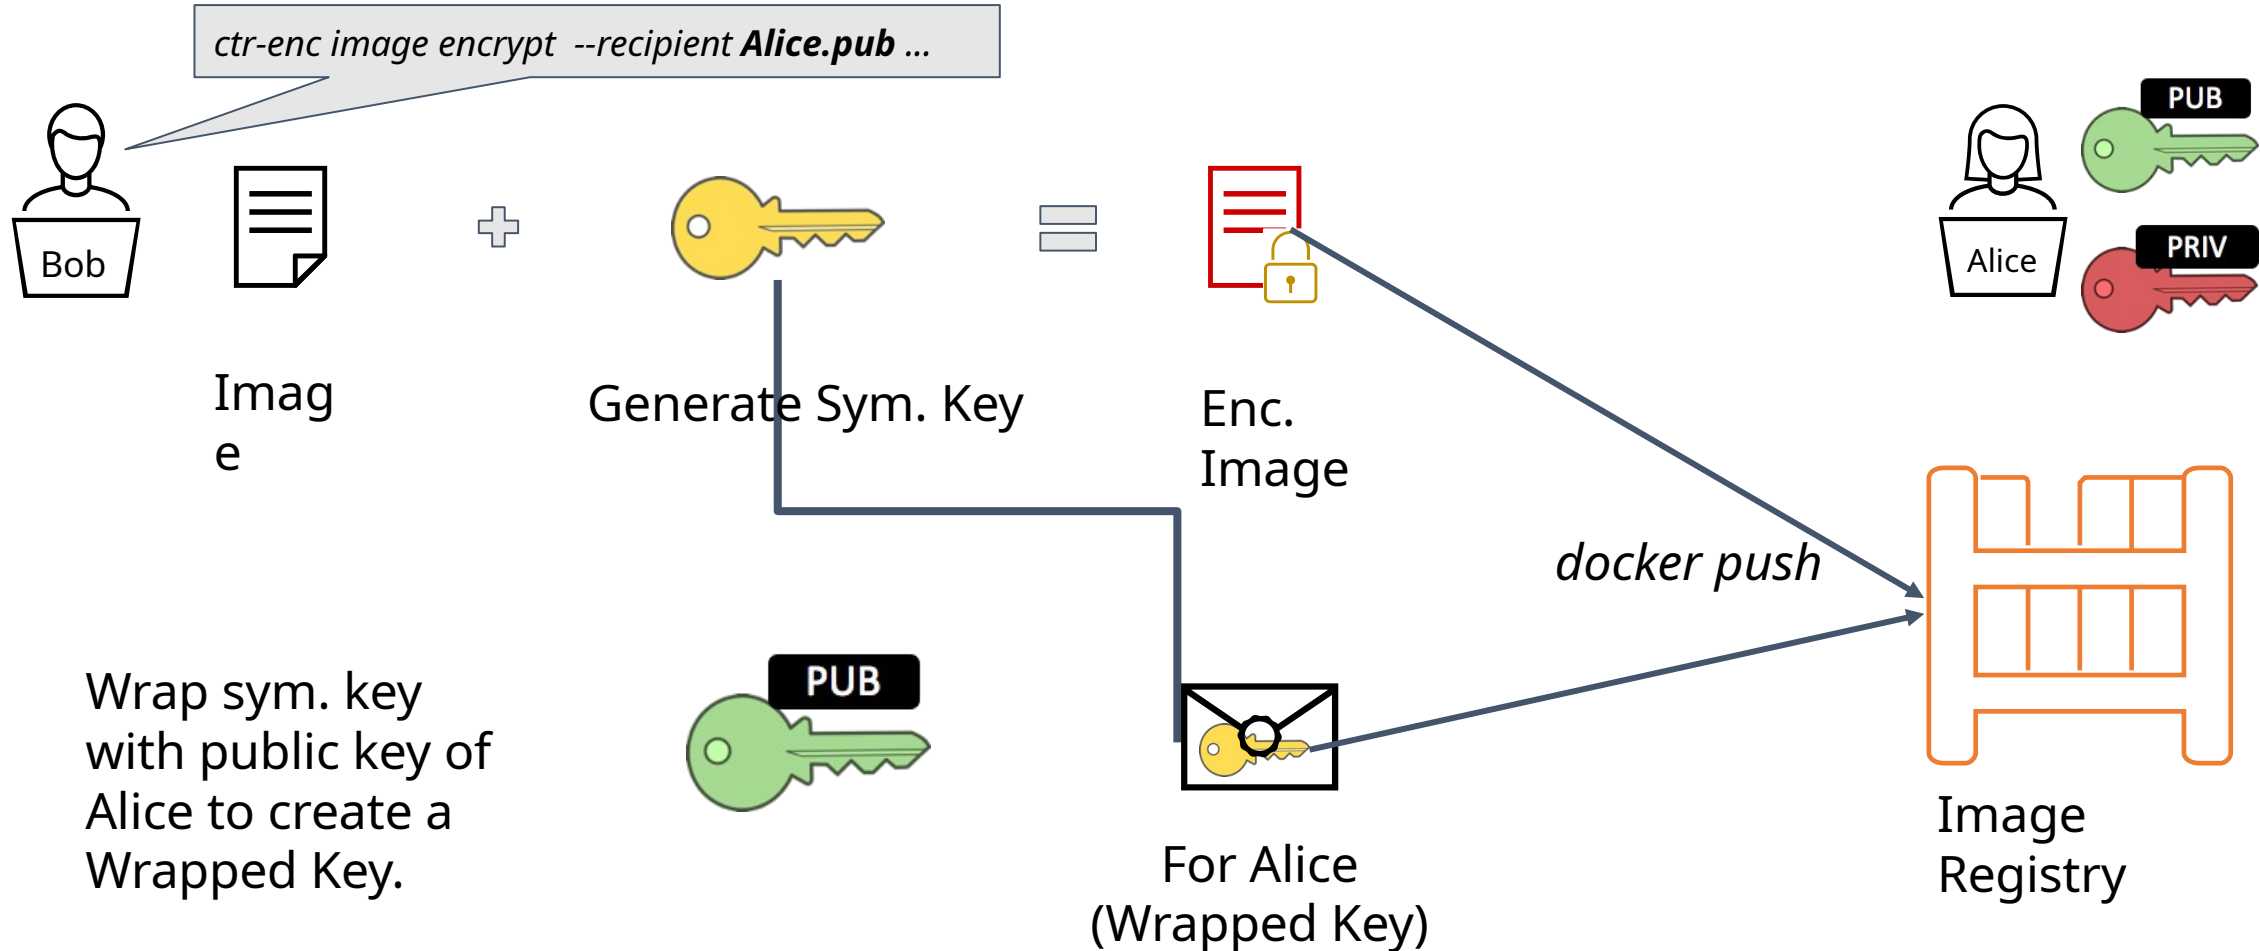 ctr-enc image encrypt --recipient Alice.pub ...
PUB
Bob
Alice
PRIV
Imag
e
Generate Sym. Key
Enc.
Image
docker push
Wrap sym. key
with public key of
Alice to create a
Wrapped Key.
PUB
For Alice
(Wrapped Key)
Image
Registry